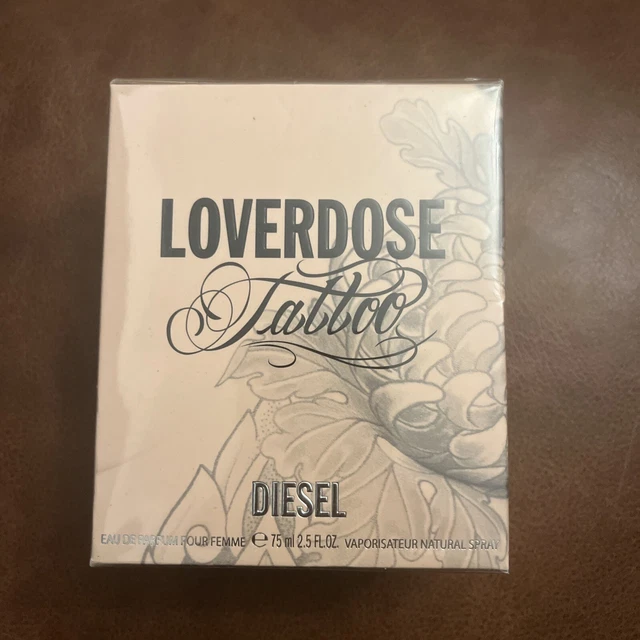 LOVERDOSE
Tattoo
DIESEL
EAU DE PARFUM POUR FEMME ℮ 75 ml 2.5 FL.OZ. VAPORISATEUR NATURAL SPRAY